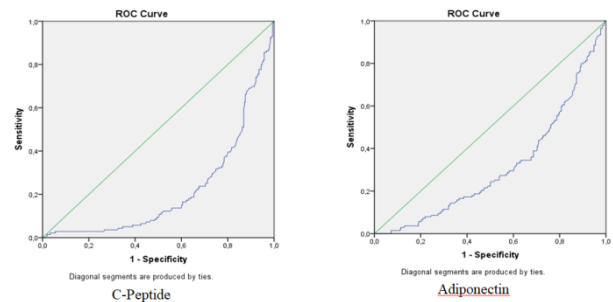 ROC Curve
1,0
0,8
0,6
0,4
0,2
0,0
Sensitivity
0,0 0,2 0,4 0,6 0,8 1,0
1 - Specificity
Diagonal segments are produced by ties.
C-Peptide
ROC Curve
1,0
0,8
0,6
0,4
0,2
0,0
Sensitivity
0,0 0,2 0,4 0,6 0,8 1,0
1 - Specificity
Diagonal segments are produced by ties.
Adiponectin